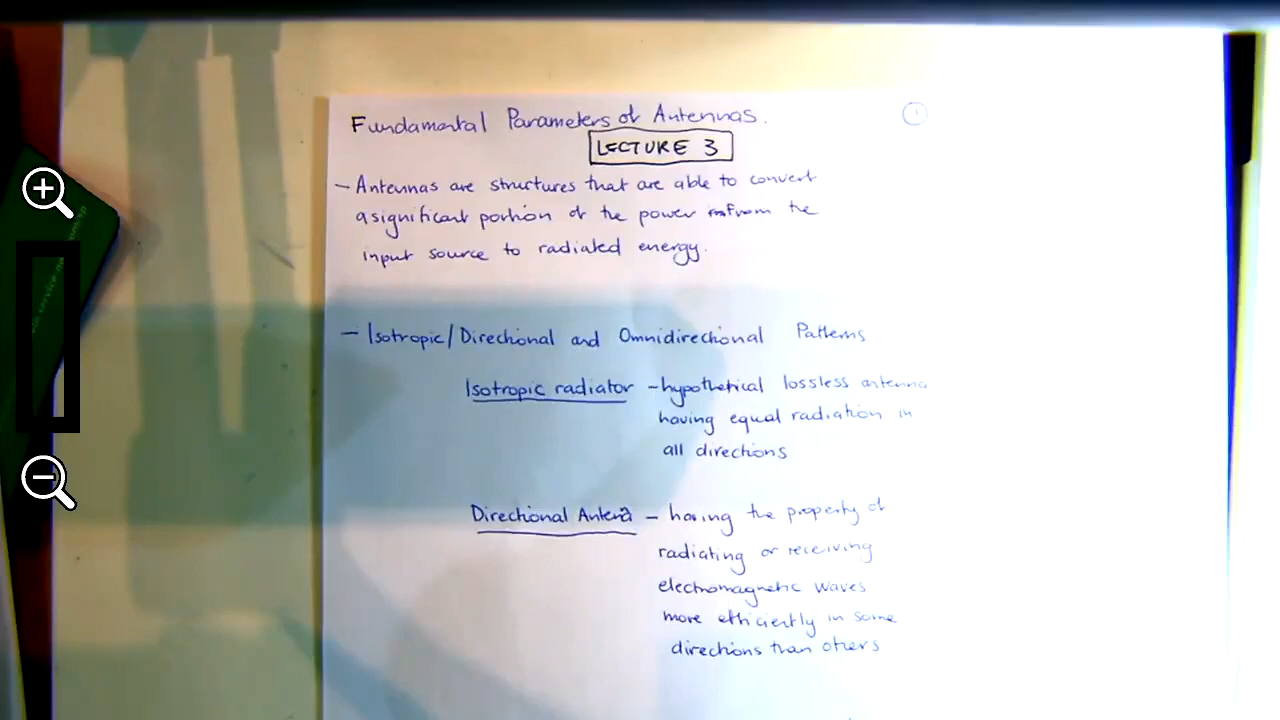 Fundamental Parameters of Antennas.
1
LECTURE 3
- Antennas are structures that are able to convert
a significant portion of the power from the
input source to radiated energy.
- Isotropic/Directional and Omnidirectional Patterns
Isotropic radiator - hypothetical lossless antenna
having equal radiation in
all directions
Directional Antena - having the property of
radiating or receiving
electromagnetic waves
more efficiently in some
directions than others